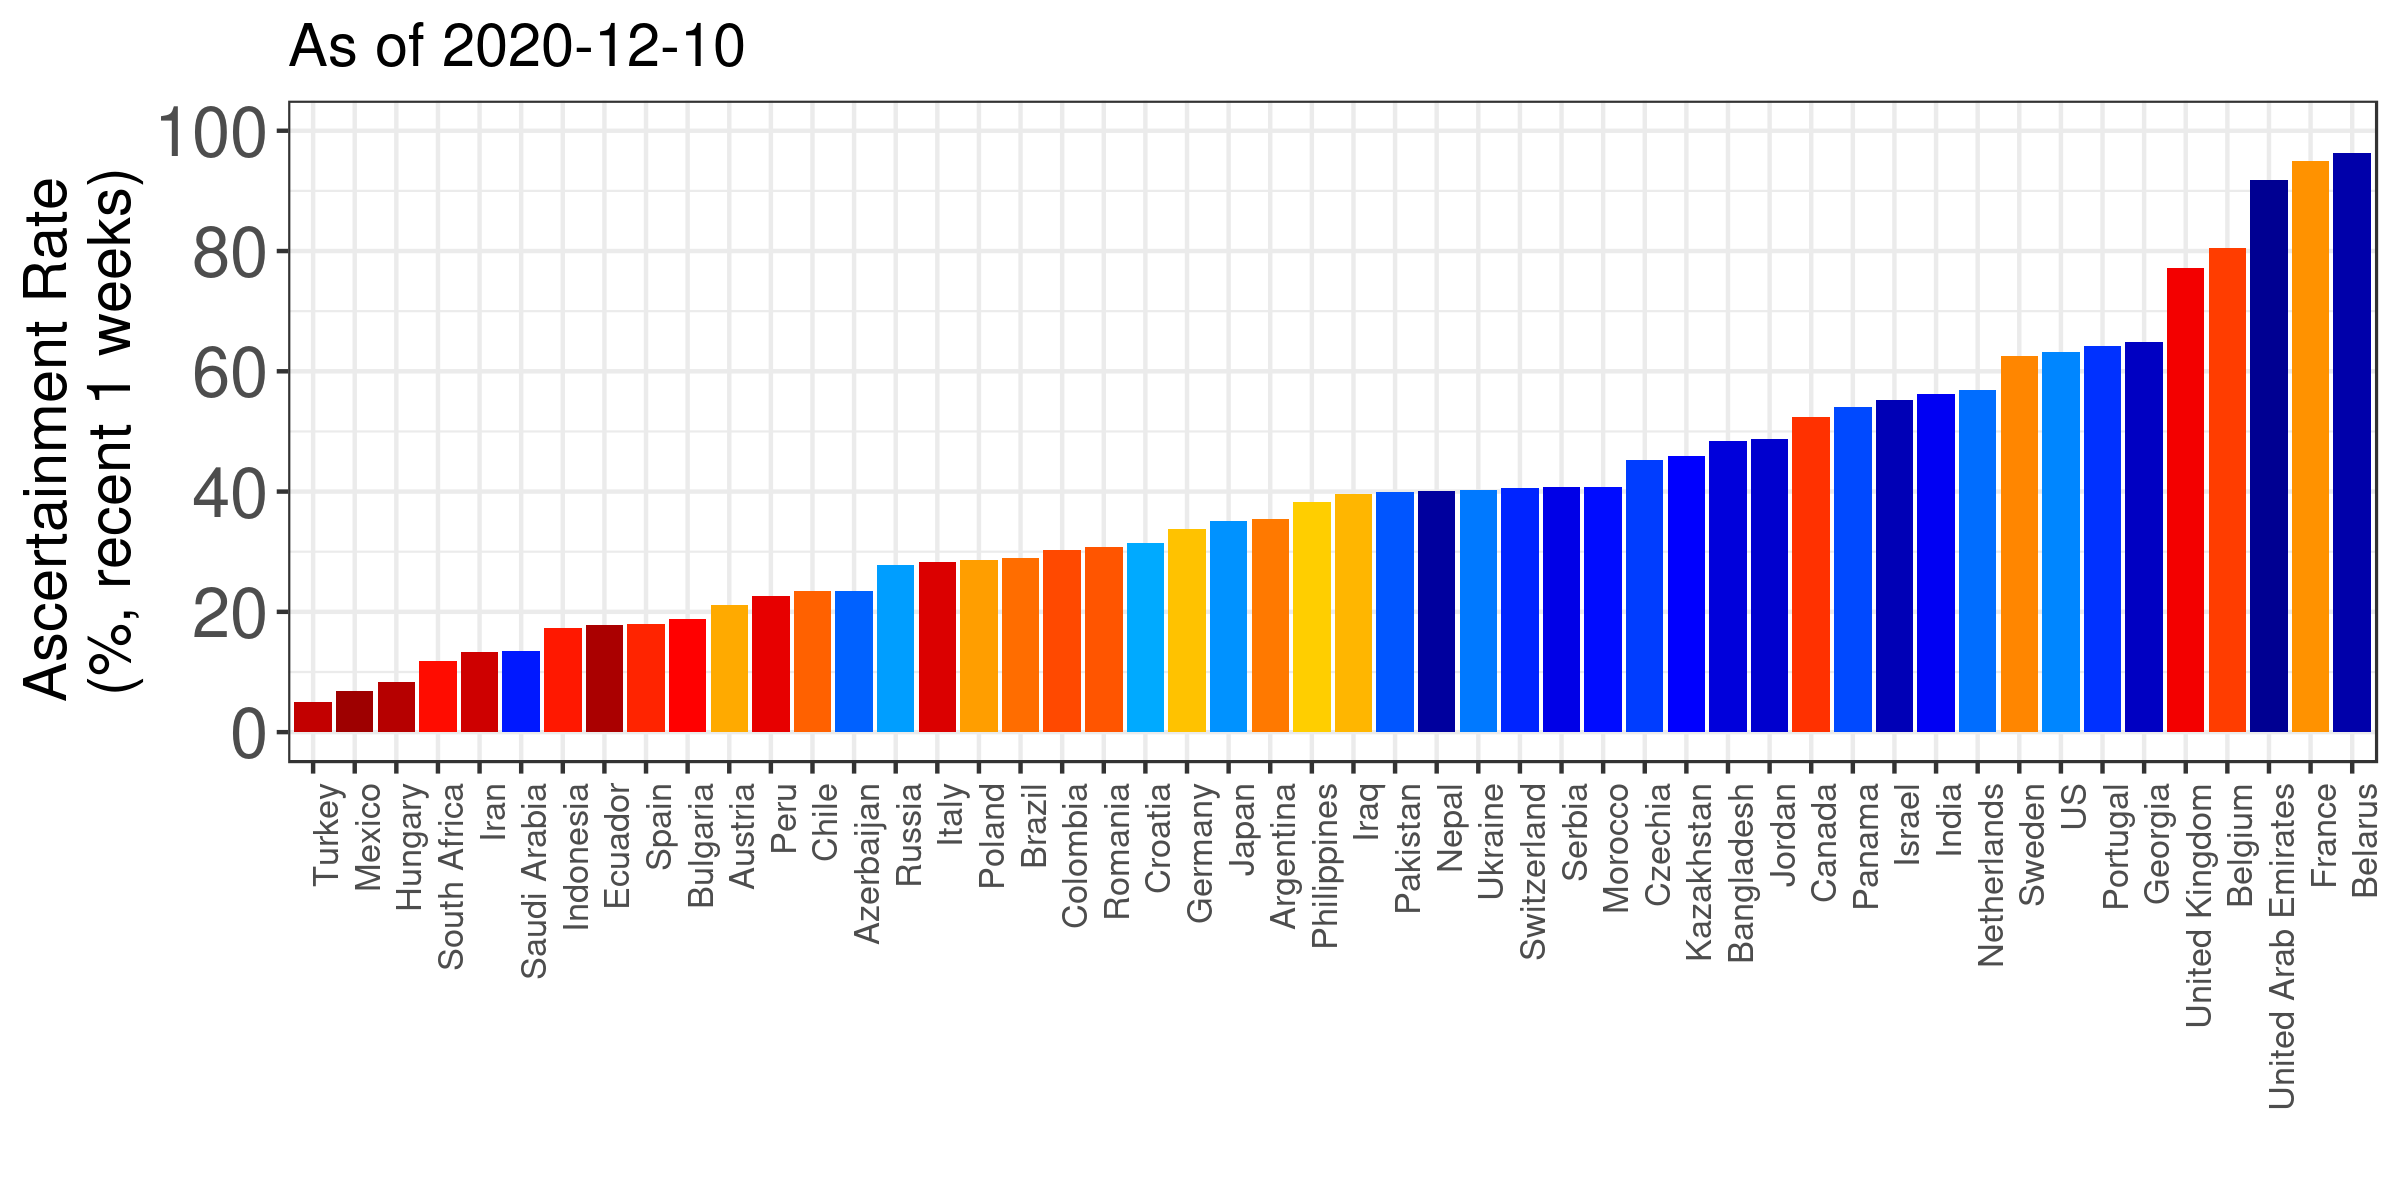 As of 2020-12-10
Ascertainment Rate
(%, recent 1 weeks)
100
80
60
40
20
0
Turkey
Mexico
Hungary
South Africa
Iran
Saudi Arabia
Indonesia
Ecuador
Spain
Bulgaria
Austria
Peru
Chile
Azerbaijan
Russia
Italy
Poland
Brazil
Colombia
Romania
Croatia
Germany
Japan
Argentina
Philippines
Iraq
Pakistan
Nepal
Ukraine
Switzerland
Serbia
Morocco
Czechia
Kazakhstan
Bangladesh
Jordan
Canada
Panama
Israel
India
Netherlands
Sweden
US
Portugal
Georgia
United Kingdom
Belgium
United Arab Emirates
France
Belarus